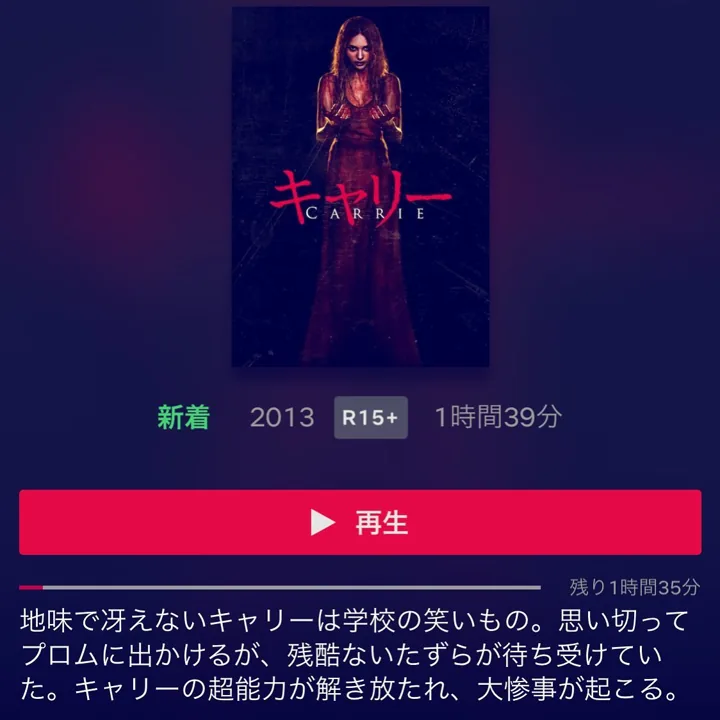 キャリー
CARRIE
新着 2013 R15+ 1時間39分
再生
残り1時間35分
地味で冴えないキャリーは学校の笑いもの。思い切って
プロムに出かけるが、残酷ないたずらが待ち受けてい
た。キャリーの超能力が解き放たれ、大惨事が起こる。